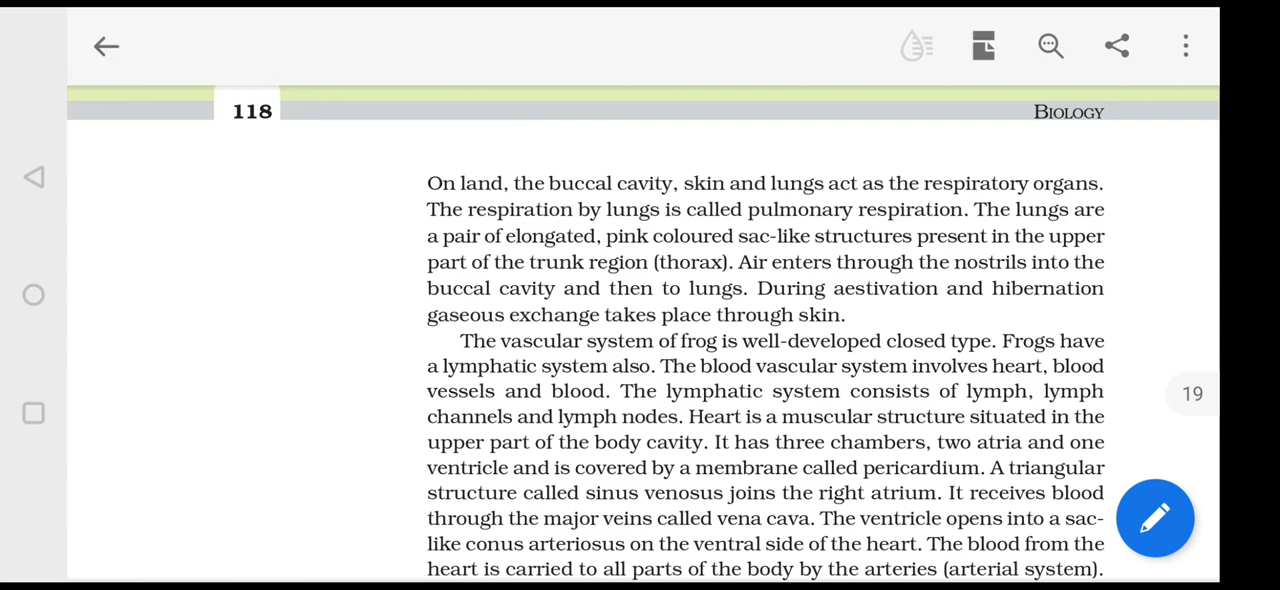 118
BIOLOGY
On land, the buccal cavity, skin and lungs act as the respiratory organs.
The respiration by lungs is called pulmonary respiration. The lungs are
a pair of elongated, pink coloured sac-like structures present in the upper
part of the trunk region (thorax). Air enters through the nostrils into the
buccal cavity and then to lungs. During aestivation and hibernation
gaseous exchange takes place through skin.
The vascular system of frog is well-developed closed type. Frogs have
a lymphatic system also. The blood vascular system involves heart, blood
vessels and blood. The lymphatic system consists of lymph, lymph
channels and lymph nodes. Heart is a muscular structure situated in the
upper part of the body cavity. It has three chambers, two atria and one
ventricle and is covered by a membrane called pericardium. A triangular
structure called sinus venosus joins the right atrium. It receives blood
through the major veins called vena cava. The ventricle opens into a sac-
like conus arteriosus on the ventral side of the heart. The blood from the
heart is carried to all parts of the body by the arteries (arterial system).
19